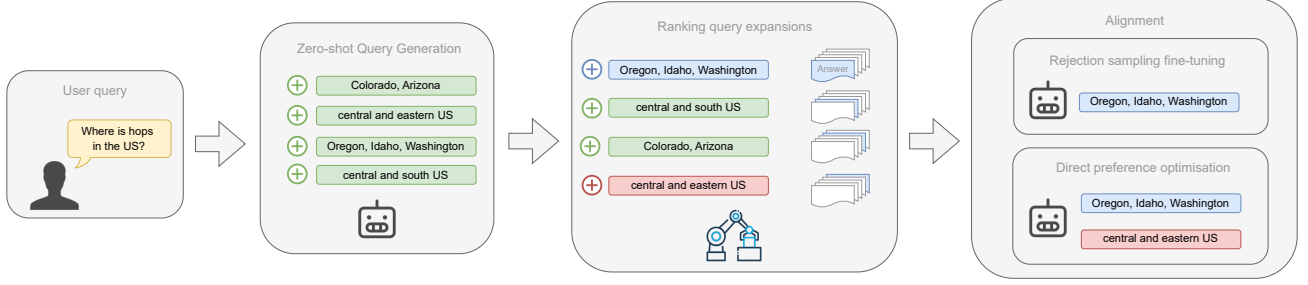 User query
Where is hops
in the US?
Zero-shot Query Generation
Colorado, Arizona
central and eastern US
Oregon, Idaho, Washington
central and south US
Ranking query expansions
Oregon, Idaho, Washington
Answer
central and south US
Colorado, Arizona
central and eastern US
Alignment
Rejection sampling fine-tuning
Oregon, Idaho, Washington
Direct preference optimisation
Oregon, Idaho, Washington
central and eastern US